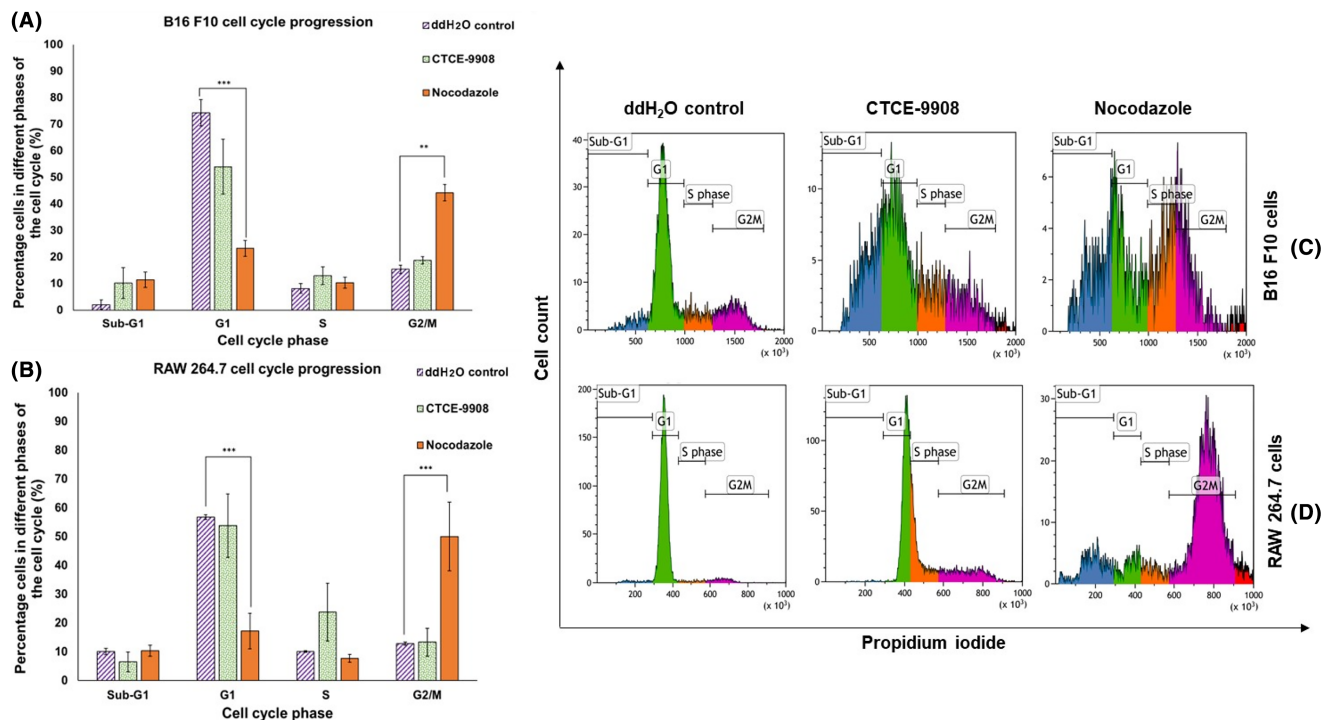 (A)
B16 F10 cell cycle progression
ddH2O control
CTCE-9908
Nocodazole
Percentage cells in different phases of
the cell cycle (%)
100
90
80
70
60
50
40
30
20
10
0
***
**
Sub-G1 G1 S G2/M
Cell cycle phase
(B)
RAW 264.7 cell cycle progression
ddH2O control
CTCE-9908
Nocodazole
Percentage cells in different phases of
the cell cycle (%)
100
90
80
70
60
50
40
30
20
10
0
***
***
Sub-G1 G1 S G2/M
Cell cycle phase
Cell count
ddH₂O control CTCE-9908 Nocodazole
40
30
20
10
0
Sub-G1
G1
S phase
G2M
500 1000 1500 2000
(x 10³)
10
5
0
Sub-G1
G1
S phase
G2M
500 1000 1500 2000
(x 10³)
6
4
2
0
Sub-G1
G1
S phase
G2M
500 1000 1500 2000
(x 10³)
B16 F10 cells
(C)
200
150
100
50
0
Sub-G1
G1
S phase
G2M
200 400 600 800 1000
(x 10³)
100
50
0
Sub-G1
G1
S phase
G2M
200 400 600 800 1000
(x 10³)
30
20
10
0
Sub-G1
G1
S phase
G2M
200 400 600 800 1000
(x 10³)
RAW 264.7 cells
(D)
Propidium iodide